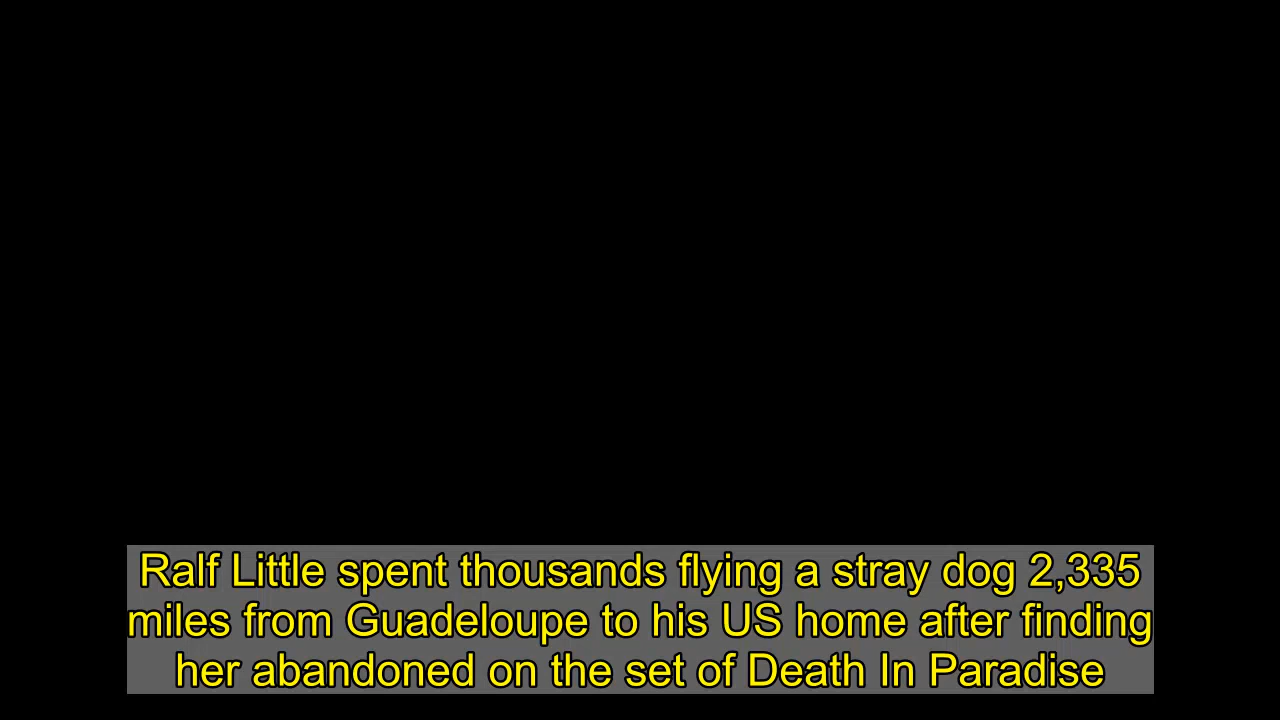 Ralf Little spent thousands flying a stray dog 2,335
miles from Guadeloupe to his US home after finding
her abandoned on the set of Death In Paradise